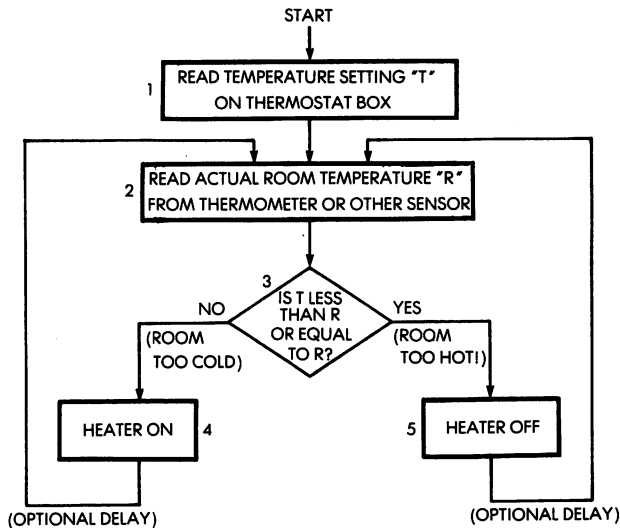 START
1
READ TEMPERATURE SETTING "T"
ON THERMOSTAT BOX
2
READ ACTUAL ROOM TEMPERATURE "R"
FROM THERMOMETER OR OTHER SENSOR
3
IS T LESS
THAN R
OR EQUAL
TO R?
NO
(ROOM
TOO COLD)
YES
(ROOM
TOO HOT!)
HEATER ON
4
5
HEATER OFF
(OPTIONAL DELAY)
(OPTIONAL DELAY)